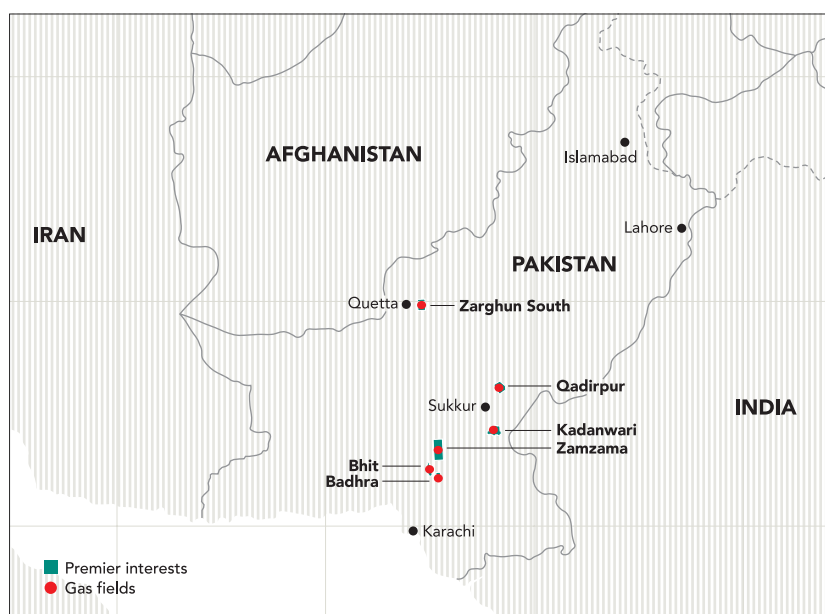 AFGHANISTAN
Islamabad
IRAN
Lahore
PAKISTAN
Quetta
Zarghun South
Qadirpur
Sukkur
INDIA
Kadanwari
Zamzama
Bhit
Badhra
Karachi
Premier interests
Gas fields